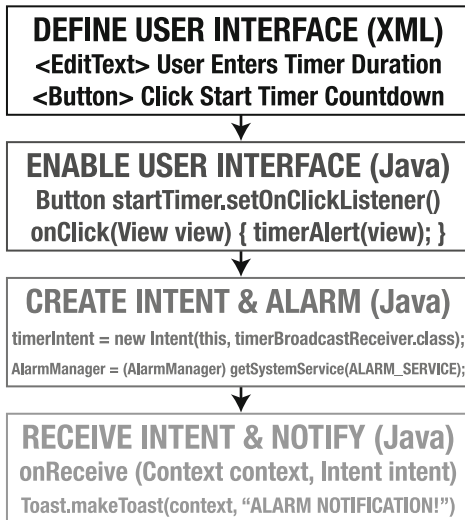 DEFINE USER INTERFACE (XML)
<EditText> User Enters Timer Duration
<Button> Click Start Timer Countdown
ENABLE USER INTERFACE (Java)
Button startTimer.setOnClickListener()
onClick(View view) { timerAlert(view); }
CREATE INTENT & ALARM (Java)
timerIntent = new Intent(this, timerBroadcastReceiver.class);
AlarmManager = (AlarmManager) getSystemService(ALARM_SERVICE);
RECEIVE INTENT & NOTIFY (Java)
onReceive (Context context, Intent intent)
Toast.makeToast(context, “ALARM NOTIFICATION!”)